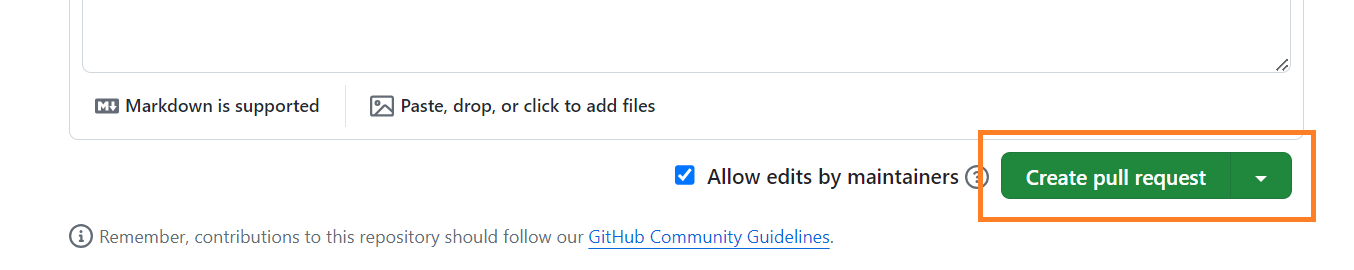 Markdown is supported
Paste, drop, or click to add files
Allow edits by maintainers
Create pull request
Remember, contributions to this repository should follow our GitHub Community Guidelines.